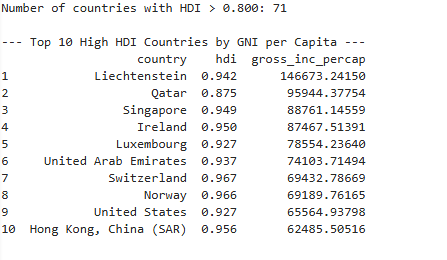 Number of countries with HDI > 0.800: 71
--- Top 10 High HDI Countries by GNI per Capita ---
country hdi gross_inc_percap
1 Liechtenstein 0.942 146673.24150
2 Qatar 0.875 95944.37754
3 Singapore 0.949 88761.14559
4 Ireland 0.950 87467.51391
5 Luxembourg 0.927 78554.23640
6 United Arab Emirates 0.937 74103.71494
7 Switzerland 0.967 69432.78669
8 Norway 0.966 69189.76165
9 United States 0.927 65564.93798
10 Hong Kong, China (SAR) 0.956 62485.50516